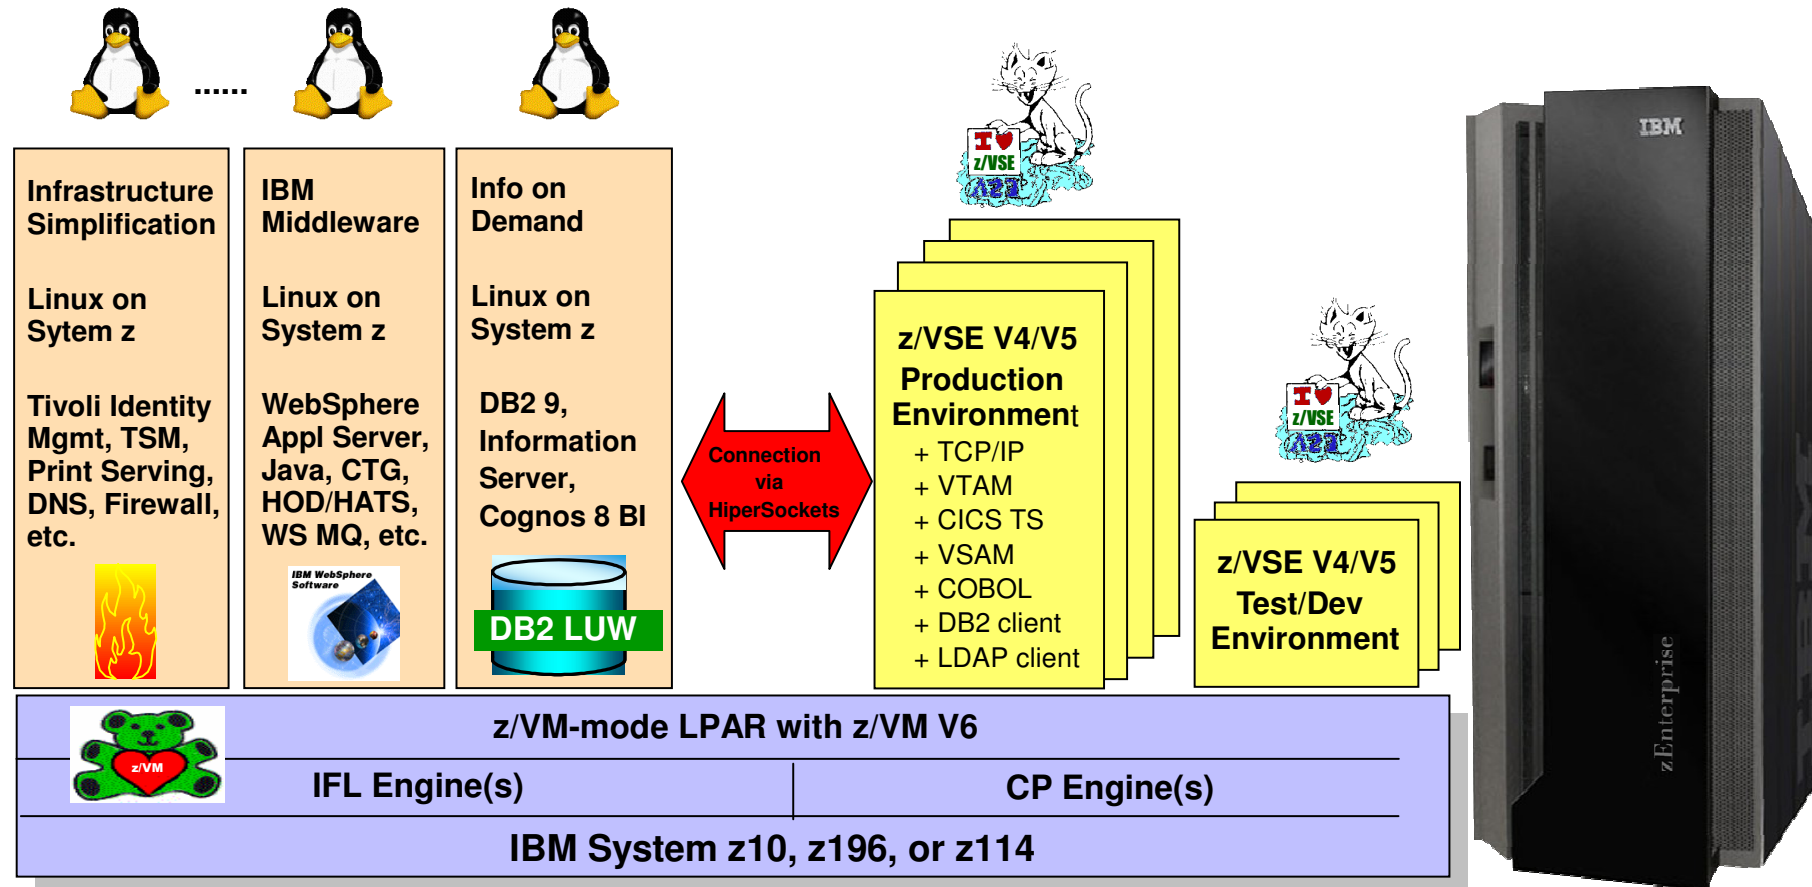 ......
Infrastructure
Simplification
Linux on
Sytem z
Tivoli Identity
Mgmt, TSM,
Print Serving,
DNS, Firewall,
etc.
IBM
Middleware
Linux on
System z
WebSphere
Appl Server,
Java, CTG,
HOD/HATS,
WS MQ, etc.
IBM WebSphere
Software
Info on
Demand
Linux on
System z
DB2 9,
Information
Server,
Cognos 8 BI
DB2 LUW
Connection
via
HiperSockets
I ♥
z/VSE
z/VSE V4/V5
Production
Environment
+ TCP/IP
+ VTAM
+ CICS TS
+ VSAM
+ COBOL
+ DB2 client
+ LDAP client
I ♥
z/VSE
z/VSE V4/V5
Test/Dev
Environment
IBM
zEnterprise
z/VM
z/VM-mode LPAR with z/VM V6
IFL Engine(s)
CP Engine(s)
IBM System z10, z196, or z114